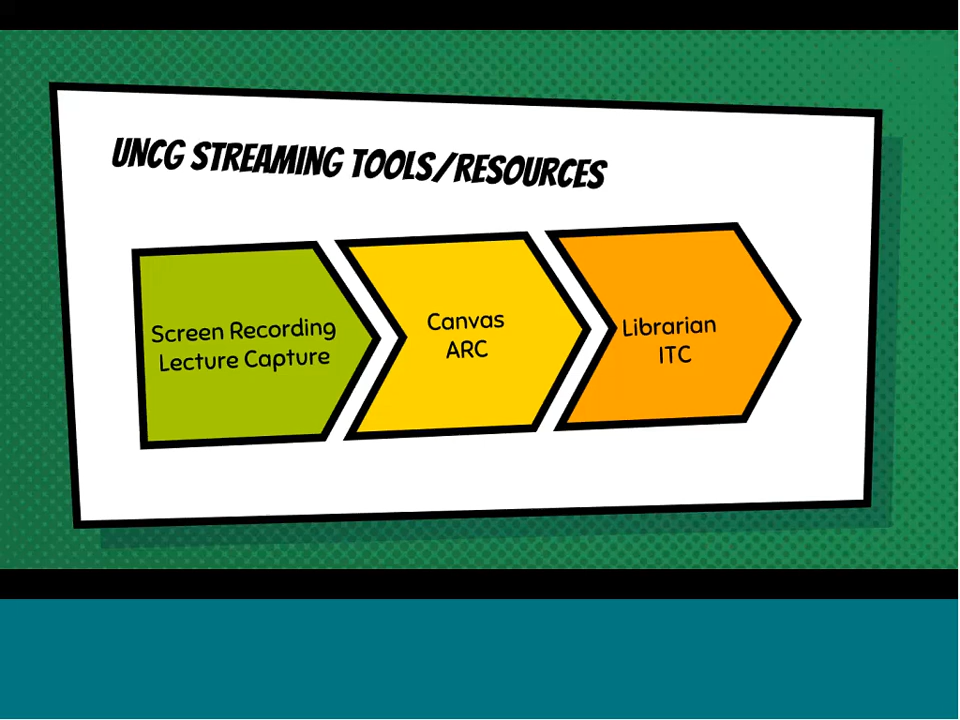 UNCG STREAMING TOOLS/RESOURCES
Screen Recording
Lecture Capture
Canvas
ARC
Librarian
ITC